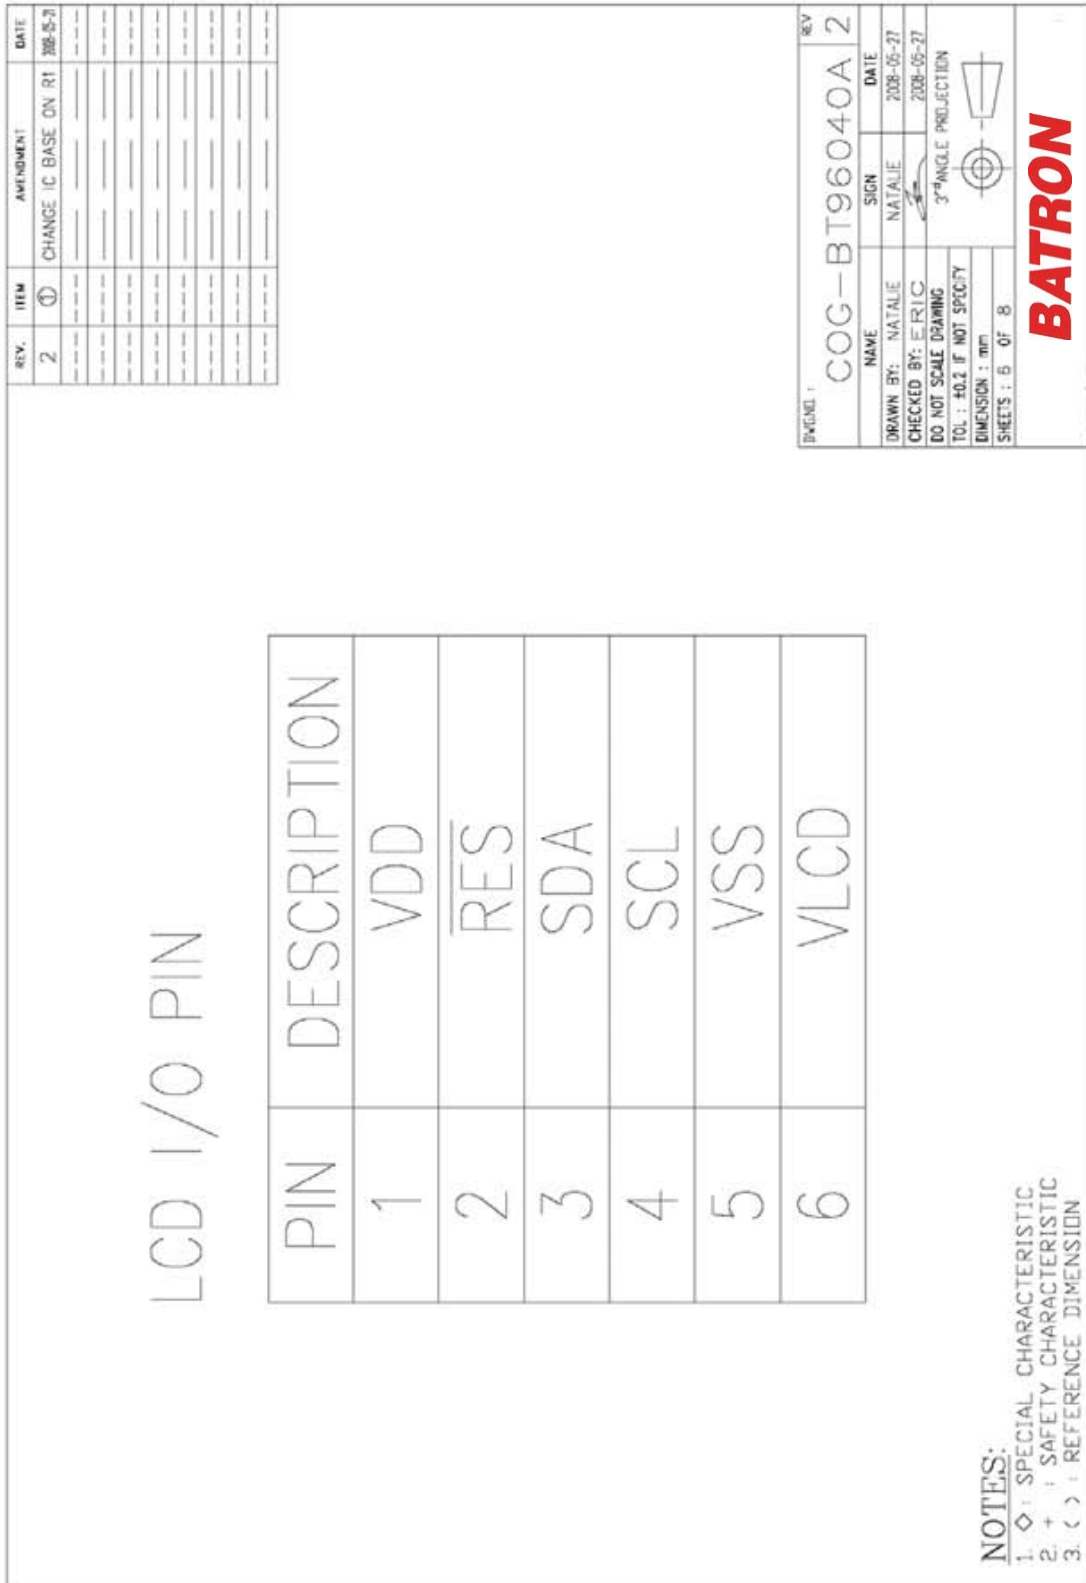 REV. ITEM AMENDMENT DATE
2 ① CHANGE IC BASE ON R1 2008-05-21
LCD I/O PIN
PIN DESCRIPTION
1 VDD
2 R̅E̅S̅
3 SDA
4 SCL
5 VSS
6 VLCD
NOTES:
1. ◇ : SPECIAL CHARACTERISTIC
2. + : SAFETY CHARACTERISTIC
3. ( ) : REFERENCE DIMENSION
DWG.NO. : REV
COG-BT96040A 2
NAME SIGN DATE
DRAWN BY: NATALIE NATALIE 2008-05-27
CHECKED BY: ERIC 2008-05-27
DO NOT SCALE DRAWING 3rd ANGLE PROJECTION
TOL : ±0.2 IF NOT SPECIFY
DIMENSION : mm
SHEETS : 6 OF 8
BATRON